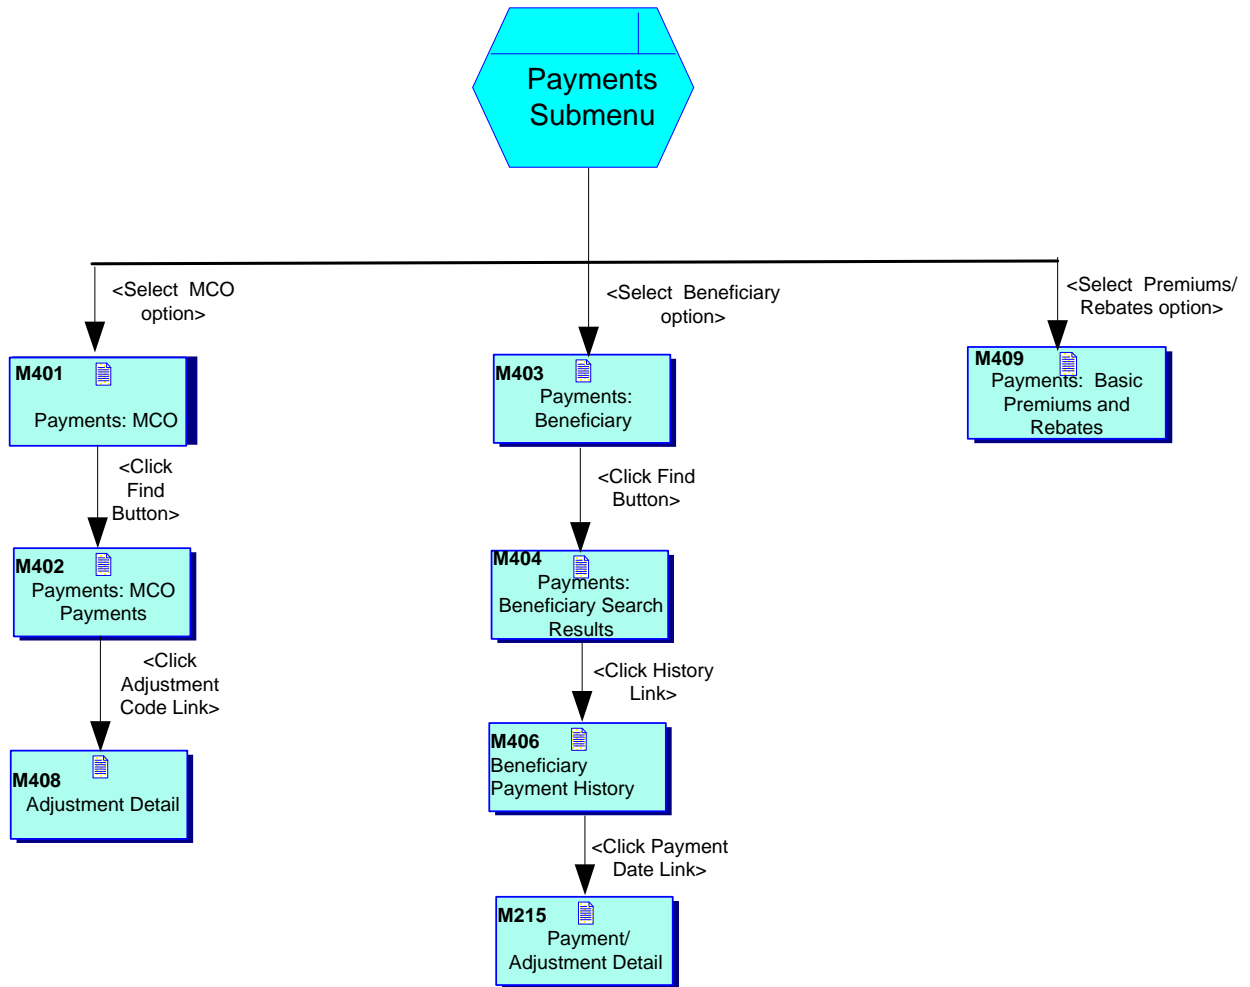 Payments
Submenu
<Select MCO
option>
<Select Beneficiary
option>
<Select Premiums/
Rebates option>
M401
Payments: MCO
M403
Payments:
Beneficiary
M409
Payments: Basic
Premiums and
Rebates
<Click
Find
Button>
<Click Find
Button>
M402
Payments: MCO
Payments
M404
Payments:
Beneficiary Search
Results
<Click
Adjustment
Code Link>
<Click History
Link>
M408
Adjustment Detail
M406
Beneficiary
Payment History
<Click Payment
Date Link>
M215
Payment/
Adjustment Detail